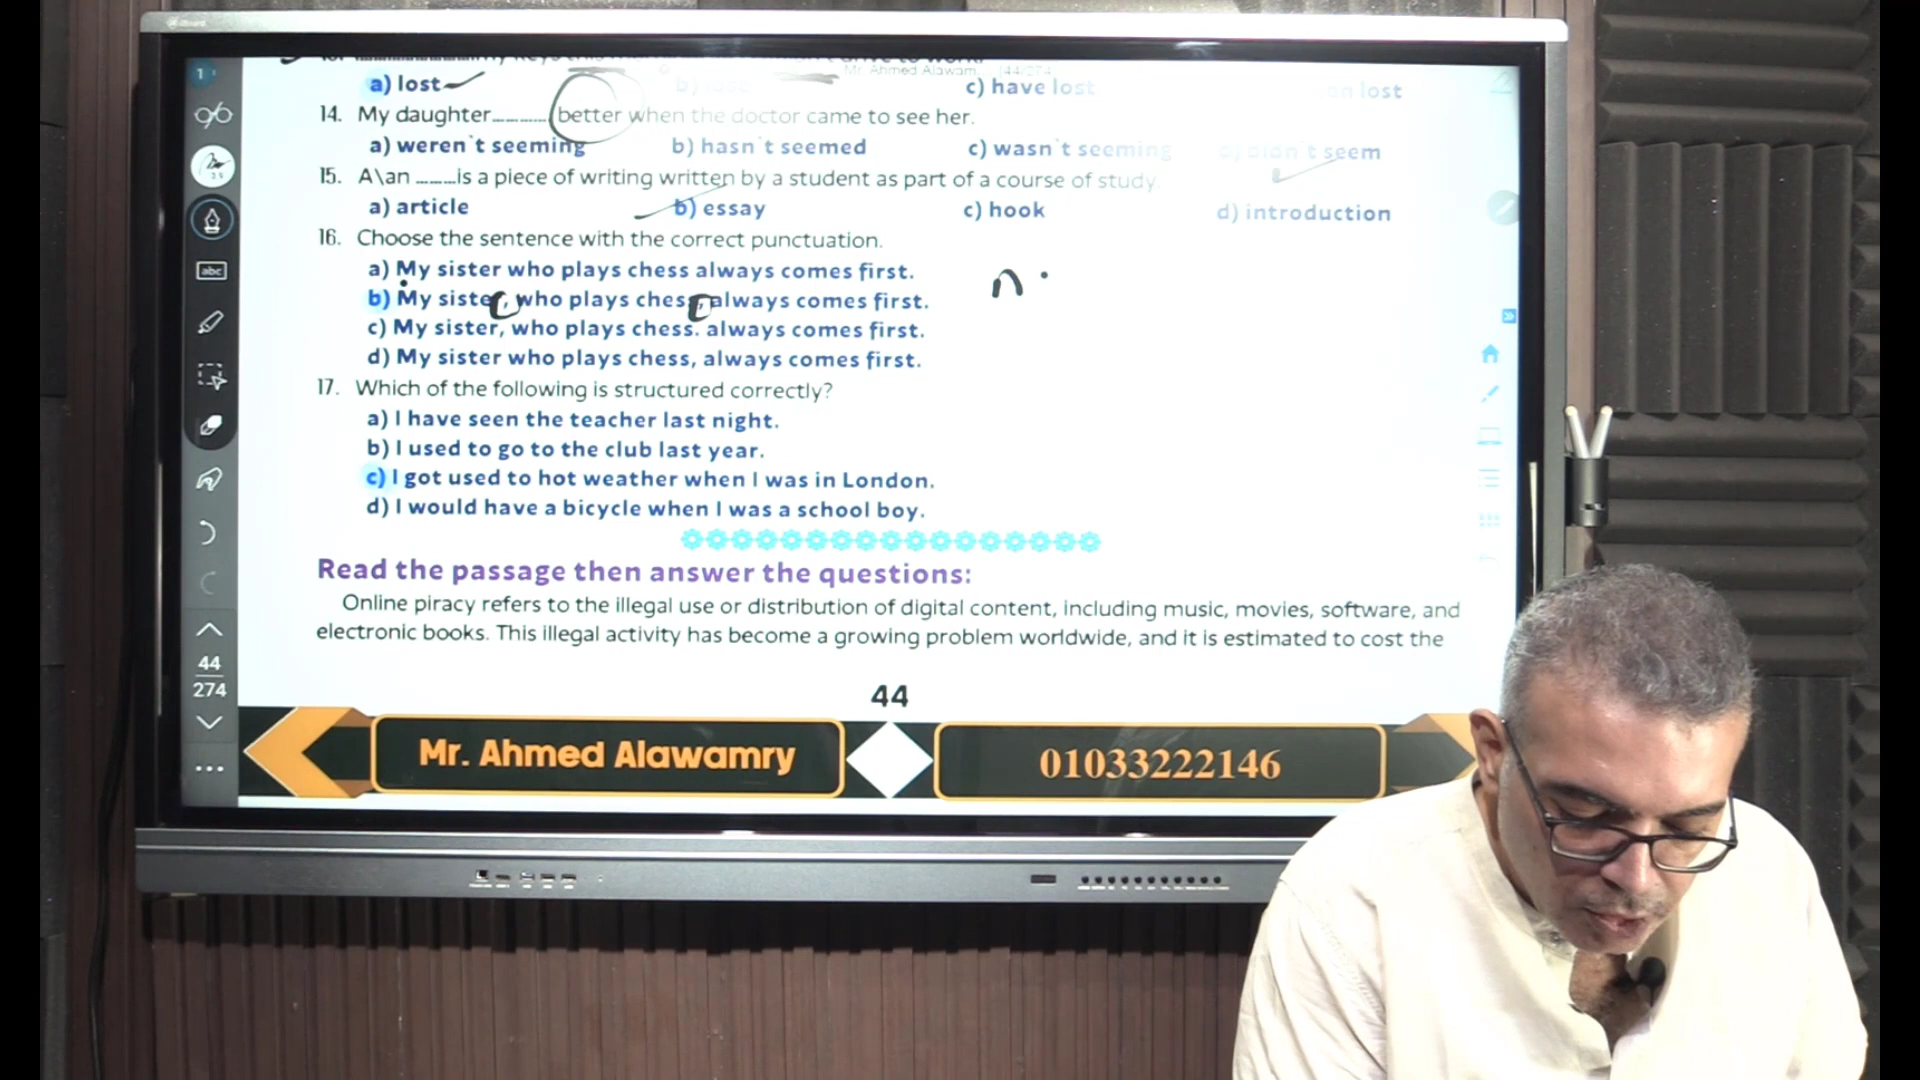 a) lost c) have lost lost
14. My daughter............ better when the doctor came to see her.
a) weren`t seeming b) hasn`t seemed c) wasn`t seeming d) didn`t seem
15. A\an .........is a piece of writing written by a student as part of a course of study.
a) article b) essay c) hook d) introduction
16. Choose the sentence with the correct punctuation.
a) My sister who plays chess always comes first.
b) My sister, who plays chess, always comes first.
c) My sister, who plays chess. always comes first.
d) My sister who plays chess, always comes first.
17. Which of the following is structured correctly?
a) I have seen the teacher last night.
b) I used to go to the club last year.
c) I got used to hot weather when I was in London.
d) I would have a bicycle when I was a school boy.
Read the passage then answer the questions:
Online piracy refers to the illegal use or distribution of digital content, including music, movies, software, and
electronic books. This illegal activity has become a growing problem worldwide, and it is estimated to cost the
44
Mr. Ahmed Alawamry 01033222146
1
abc
44
274